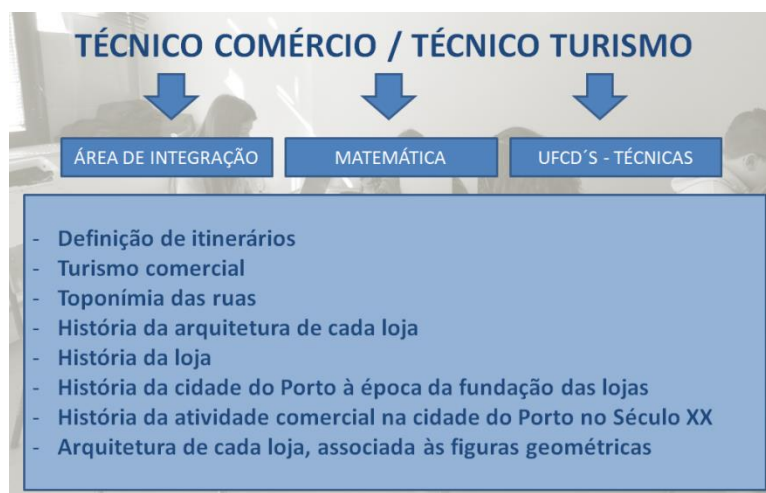 TÉCNICO COMÉRCIO / TÉCNICO TURISMO
ÁREA DE INTEGRAÇÃO
MATEMÁTICA
UFCD´S - TÉCNICAS
- Definição de itinerários
- Turismo comercial
- Toponímia das ruas
- História da arquitetura de cada loja
- História da loja
- História da cidade do Porto à época da fundação das lojas
- História da atividade comercial na cidade do Porto no Século XX
- Arquitetura de cada loja, associada às figuras geométricas